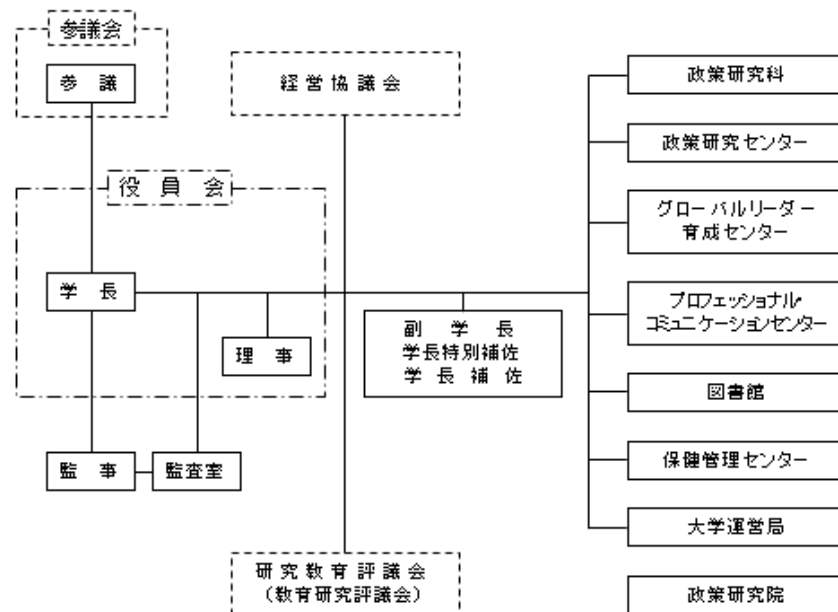 参議会
参議
経営協議会
役員会
学長
理事
副学長
学長特別補佐
学長補佐
監事
監査室
研究教育評議会
(教育研究評議会)
政策研究科
政策研究センター
グローバルリーダー
育成センター
プロフェッショナル・
コミュニケーションセンター
図書館
保健管理センター
大学運営局
政策研究院